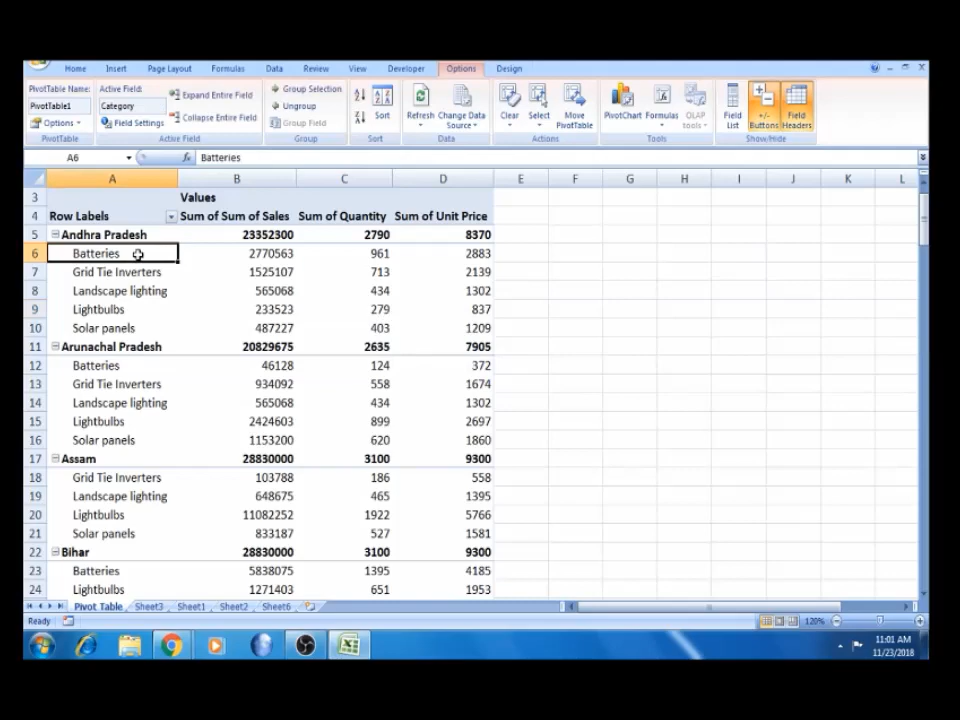 Home Insert Page Layout Formulas Data Review View Developer Options Design
PivotTable Name: Active Field:
PivotTable1 Category
Options Field Settings
Expand Entire Field
Collapse Entire Field
Group Selection
Ungroup
Group Field
Sort
Refresh Change Data Source
Clear Select Move PivotTable
PivotChart Formulas OLAP tools
Field List +/- Buttons Field Headers
PivotTable Active Field Group Sort Data Actions Tools Show/Hide
A6 fx Batteries
A B C D E F G H I J K L
3 Values
4 Row Labels Sum of Sum of Sales Sum of Quantity Sum of Unit Price
5 Andhra Pradesh 23352300 2790 8370
6 Batteries 2770563 961 2883
7 Grid Tie Inverters 1525107 713 2139
8 Landscape lighting 565068 434 1302
9 Lightbulbs 233523 279 837
10 Solar panels 487227 403 1209
11 Arunachal Pradesh 20829675 2635 7905
12 Batteries 46128 124 372
13 Grid Tie Inverters 934092 558 1674
14 Landscape lighting 565068 434 1302
15 Lightbulbs 2424603 899 2697
16 Solar panels 1153200 620 1860
17 Assam 28830000 3100 9300
18 Grid Tie Inverters 103788 186 558
19 Landscape lighting 648675 465 1395
20 Lightbulbs 11082252 1922 5766
21 Solar panels 833187 527 1581
22 Bihar 28830000 3100 9300
23 Batteries 5838075 1395 4185
24 Lightbulbs 1271403 651 1953
Pivot Table Sheet3 Sheet1 Sheet2 Sheet6
Ready 120%
11:01 AM
11/23/2018